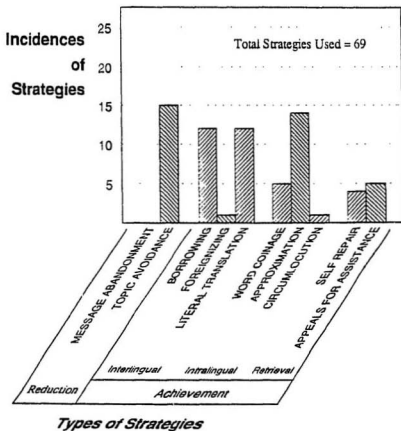 Incidences
of
Strategies
Total Strategies Used = 69
25
20
15
10
5
MESSAGE ABANDONMENT
TOPIC AVOIDANCE
BORROWING
FOREIGNIZING
LITERAL TRANSLATION
WORD COINAGE
APPROXIMATION
CIRCUMLOCUTION
SELF REPAIR
APPEALS FOR ASSISTANCE
Interlingual
Intralingual
Retrieval
Reduction
Achievement
Types of Strategies